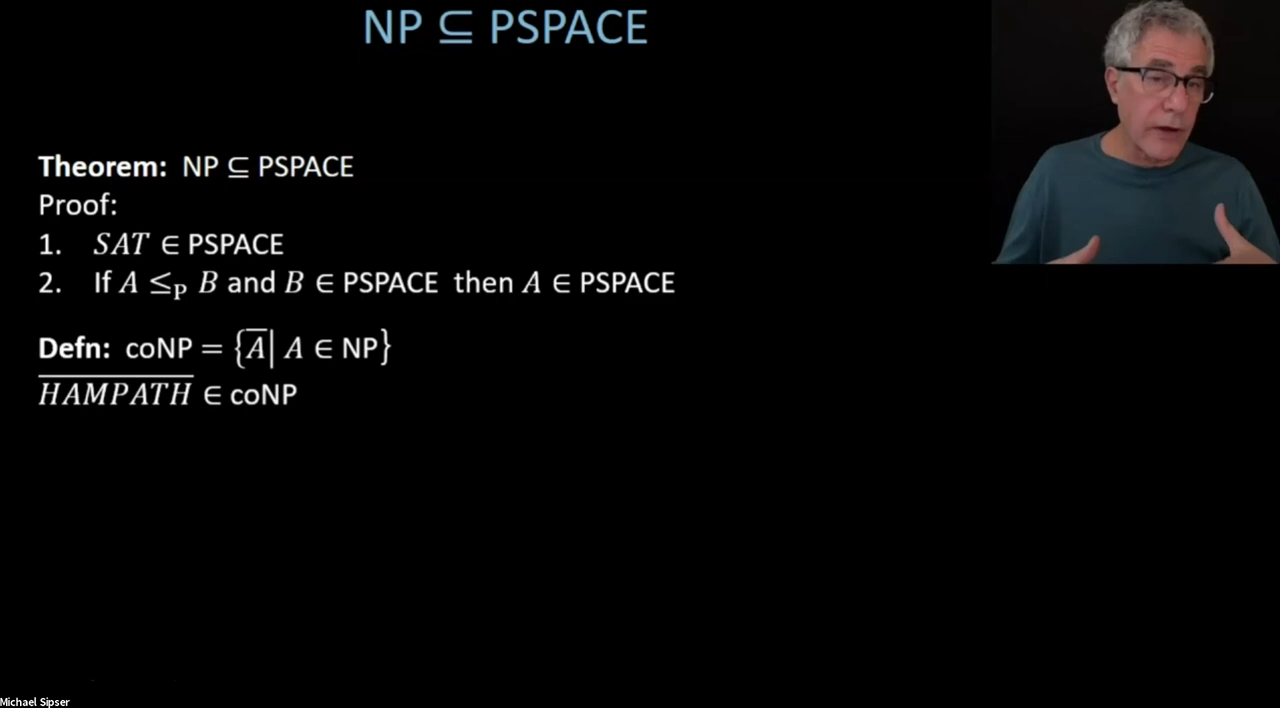 NP ⊆ PSPACE
Theorem: NP ⊆ PSPACE
Proof:
1. SAT ∈ PSPACE
2. If A ≤ₚ B and B ∈ PSPACE then A ∈ PSPACE
Defn: coNP = {A̅| A ∈ NP}
H̅A̅M̅P̅A̅T̅H̅ ∈ coNP
Michael Sipser